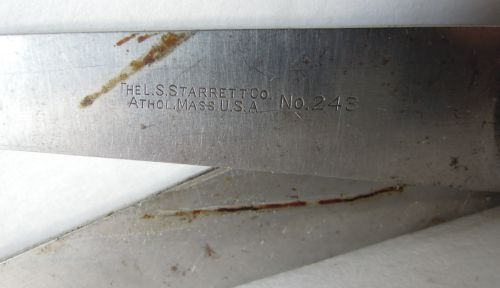 THE L.S. STARRETT CO. No. 243
ATHOL. MASS. U.S.A.